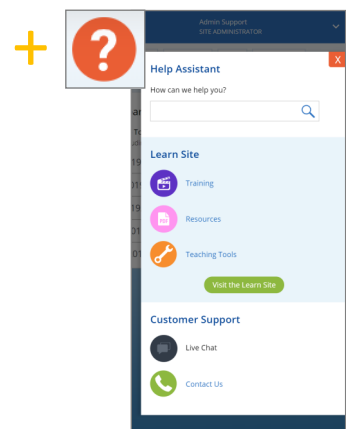 ?
Admin Support
SITE ADMINISTRATOR
X
Help Assistant
How can we help you?
Learn Site
Training
Resources
Teaching Tools
Visit the Learn Site
Customer Support
Live Chat
Contact Us